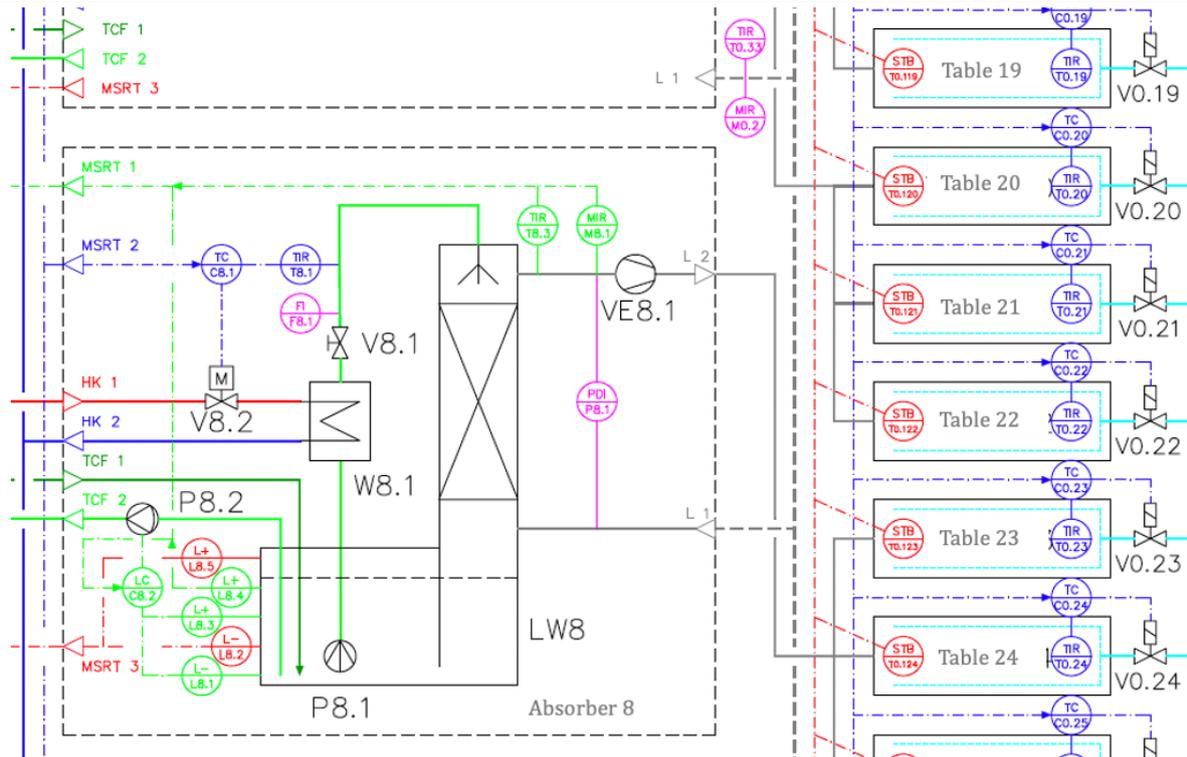 TCF 1
TCF 2
MSRT 3
L 1
TIR
T0.33
MIR
M0.2
C0.19
STB
T0.119
Table 19
TIR
T0.19
V0.19
TC
C0.20
STB
T0.120
Table 20
TIR
T0.20
V0.20
MSRT 1
MSRT 2
TC
C8.1
TIR
T8.1
FI
F8.1
TIR
T8.3
MIR
M8.1
L 2
VE8.1
V8.1
HK 1
M
V8.2
HK 2
PDI
P8.1
TCF 1
W8.1
TCF 2
P8.2
L 1
L+
L8.5
LC
C8.2
L+
L8.4
L+
L8.3
L-
L8.2
MSRT 3
L-
L8.1
LW8
P8.1
Absorber 8
TC
C0.21
STB
T0.121
Table 21
TIR
T0.21
V0.21
TC
C0.22
STB
T0.122
Table 22
TIR
T0.22
V0.22
TC
C0.23
STB
T0.123
Table 23
TIR
T0.23
V0.23
TC
C0.24
STB
T0.124
Table 24
TIR
T0.24
V0.24
TC
C0.25